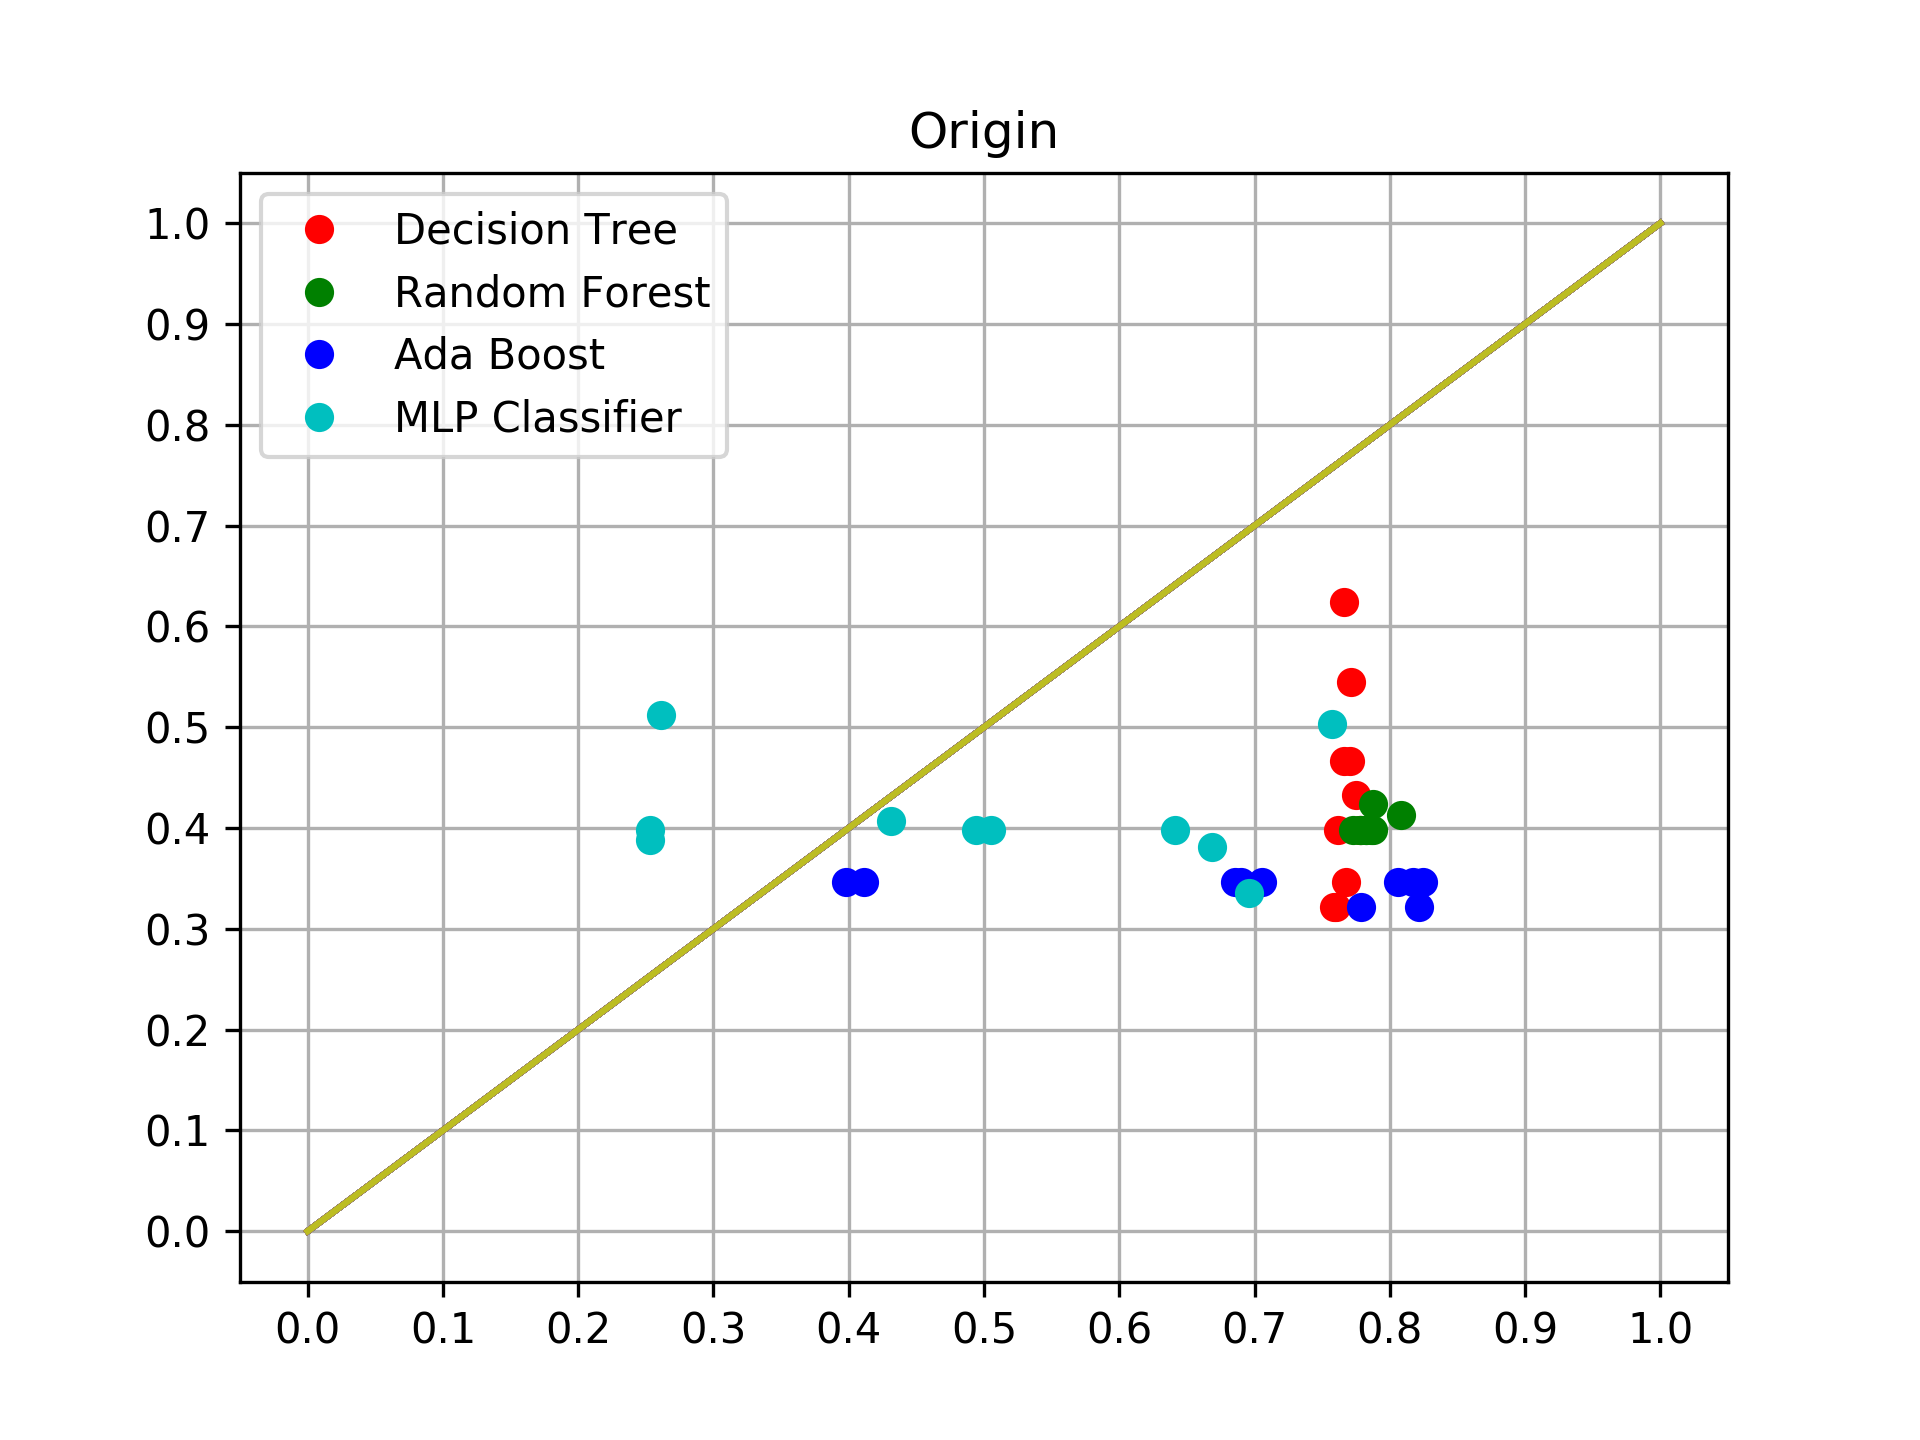 Origin
Decision Tree
Random Forest
Ada Boost
MLP Classifier
1.0
0.9
0.8
0.7
0.6
0.5
0.4
0.3
0.2
0.1
0.0
0.0 0.1 0.2 0.3 0.4 0.5 0.6 0.7 0.8 0.9 1.0